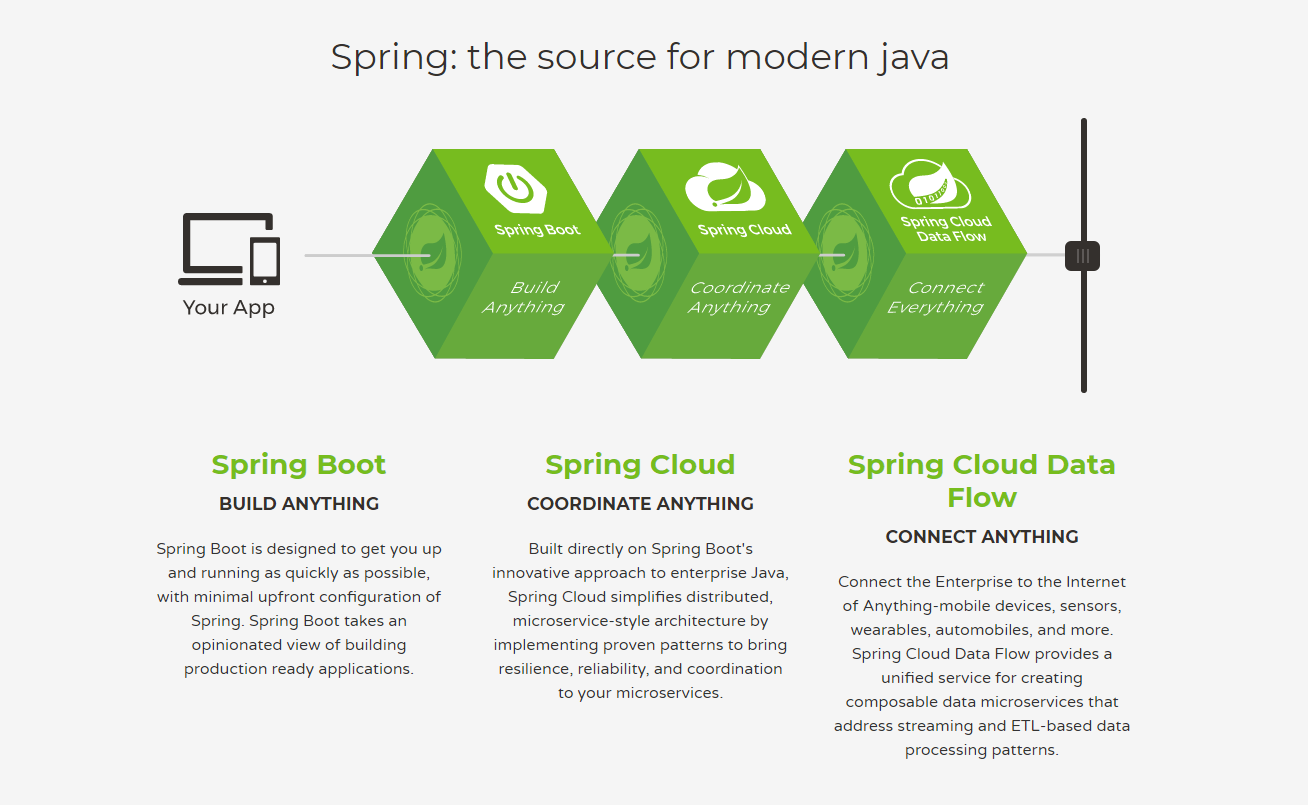 Spring: the source for modern java
Spring Boot
Spring Cloud
Spring Cloud
Data Flow
Build
Anything
Coordinate
Anything
Connect
Everything
Your App
Spring Boot
BUILD ANYTHING
Spring Boot is designed to get you up
and running as quickly as possible,
with minimal upfront configuration of
Spring. Spring Boot takes an
opinionated view of building
production ready applications.
Spring Cloud
COORDINATE ANYTHING
Built directly on Spring Boot's
innovative approach to enterprise Java,
Spring Cloud simplifies distributed,
microservice-style architecture by
implementing proven patterns to bring
resilience, reliability, and coordination
to your microservices.
Spring Cloud Data
Flow
CONNECT ANYTHING
Connect the Enterprise to the Internet
of Anything-mobile devices, sensors,
wearables, automobiles, and more.
Spring Cloud Data Flow provides a
unified service for creating
composable data microservices that
address streaming and ETL-based data
processing patterns.